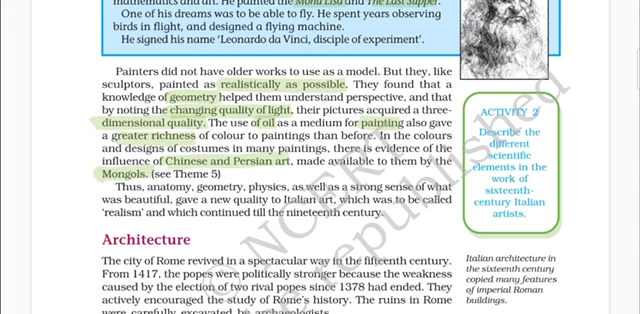 mathematics and art. He painted the Mona Lisa and The Last Supper.
One of his dreams was to be able to fly. He spent years observing
birds in flight, and designed a flying machine.
He signed his name 'Leonardo da Vinci, disciple of experiment'.
Painters did not have older works to use as a model. But they, like
sculptors, painted as realistically as possible. They found that a
knowledge of geometry helped them understand perspective, and that
by noting the changing quality of light, their pictures acquired a three-
dimensional quality. The use of oil as a medium for painting also gave
a greater richness of colour to paintings than before. In the colours
and designs of costumes in many paintings, there is evidence of the
influence of Chinese and Persian art, made available to them by the
Mongols. (see Theme 5)
Thus, anatomy, geometry, physics, as well as a strong sense of what
was beautiful, gave a new quality to Italian art, which was to be called
'realism' and which continued till the nineteenth century.
ACTIVITY 2
Describe the
different
scientific
elements in the
work of
sixteenth-
century Italian
artists.
Architecture
The city of Rome revived in a spectacular way in the fifteenth century.
From 1417, the popes were politically stronger because the weakness
caused by the election of two rival popes since 1378 had ended. They
actively encouraged the study of Rome's history. The ruins in Rome
were carefully excavated by archaeologists
Italian architecture in
the sixteenth century
copied many features
of imperial Roman
buildings.
© NCERT
republished